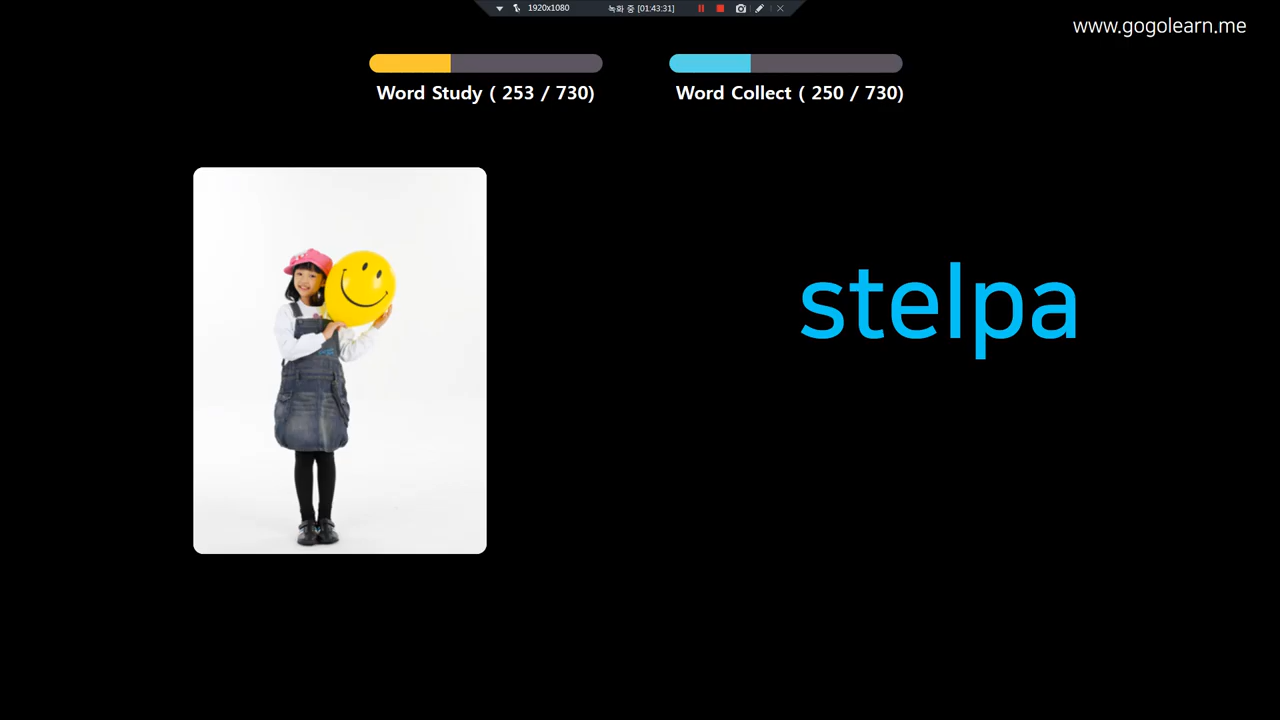 1920x1080 녹화 중 [01:43:31]
www.gogolearn.me
Word Study ( 253 / 730)
Word Collect ( 250 / 730)
stelpa